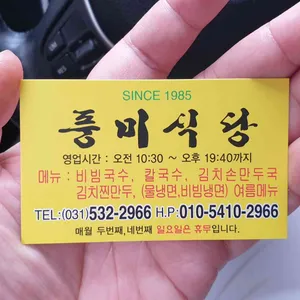 SINCE 1985
풍미식당
영업시간 : 오전 10:30 ~ 오후 19:40까지
메뉴 : 비빔국수, 칼국수, 김치손만두국
김치찐만두, (물냉면,비빔냉면) 여름메뉴
TEL:(031)532-2966 H.P:010-5410-2966
매월 두번째,네번째 일요일은 휴무입니다.